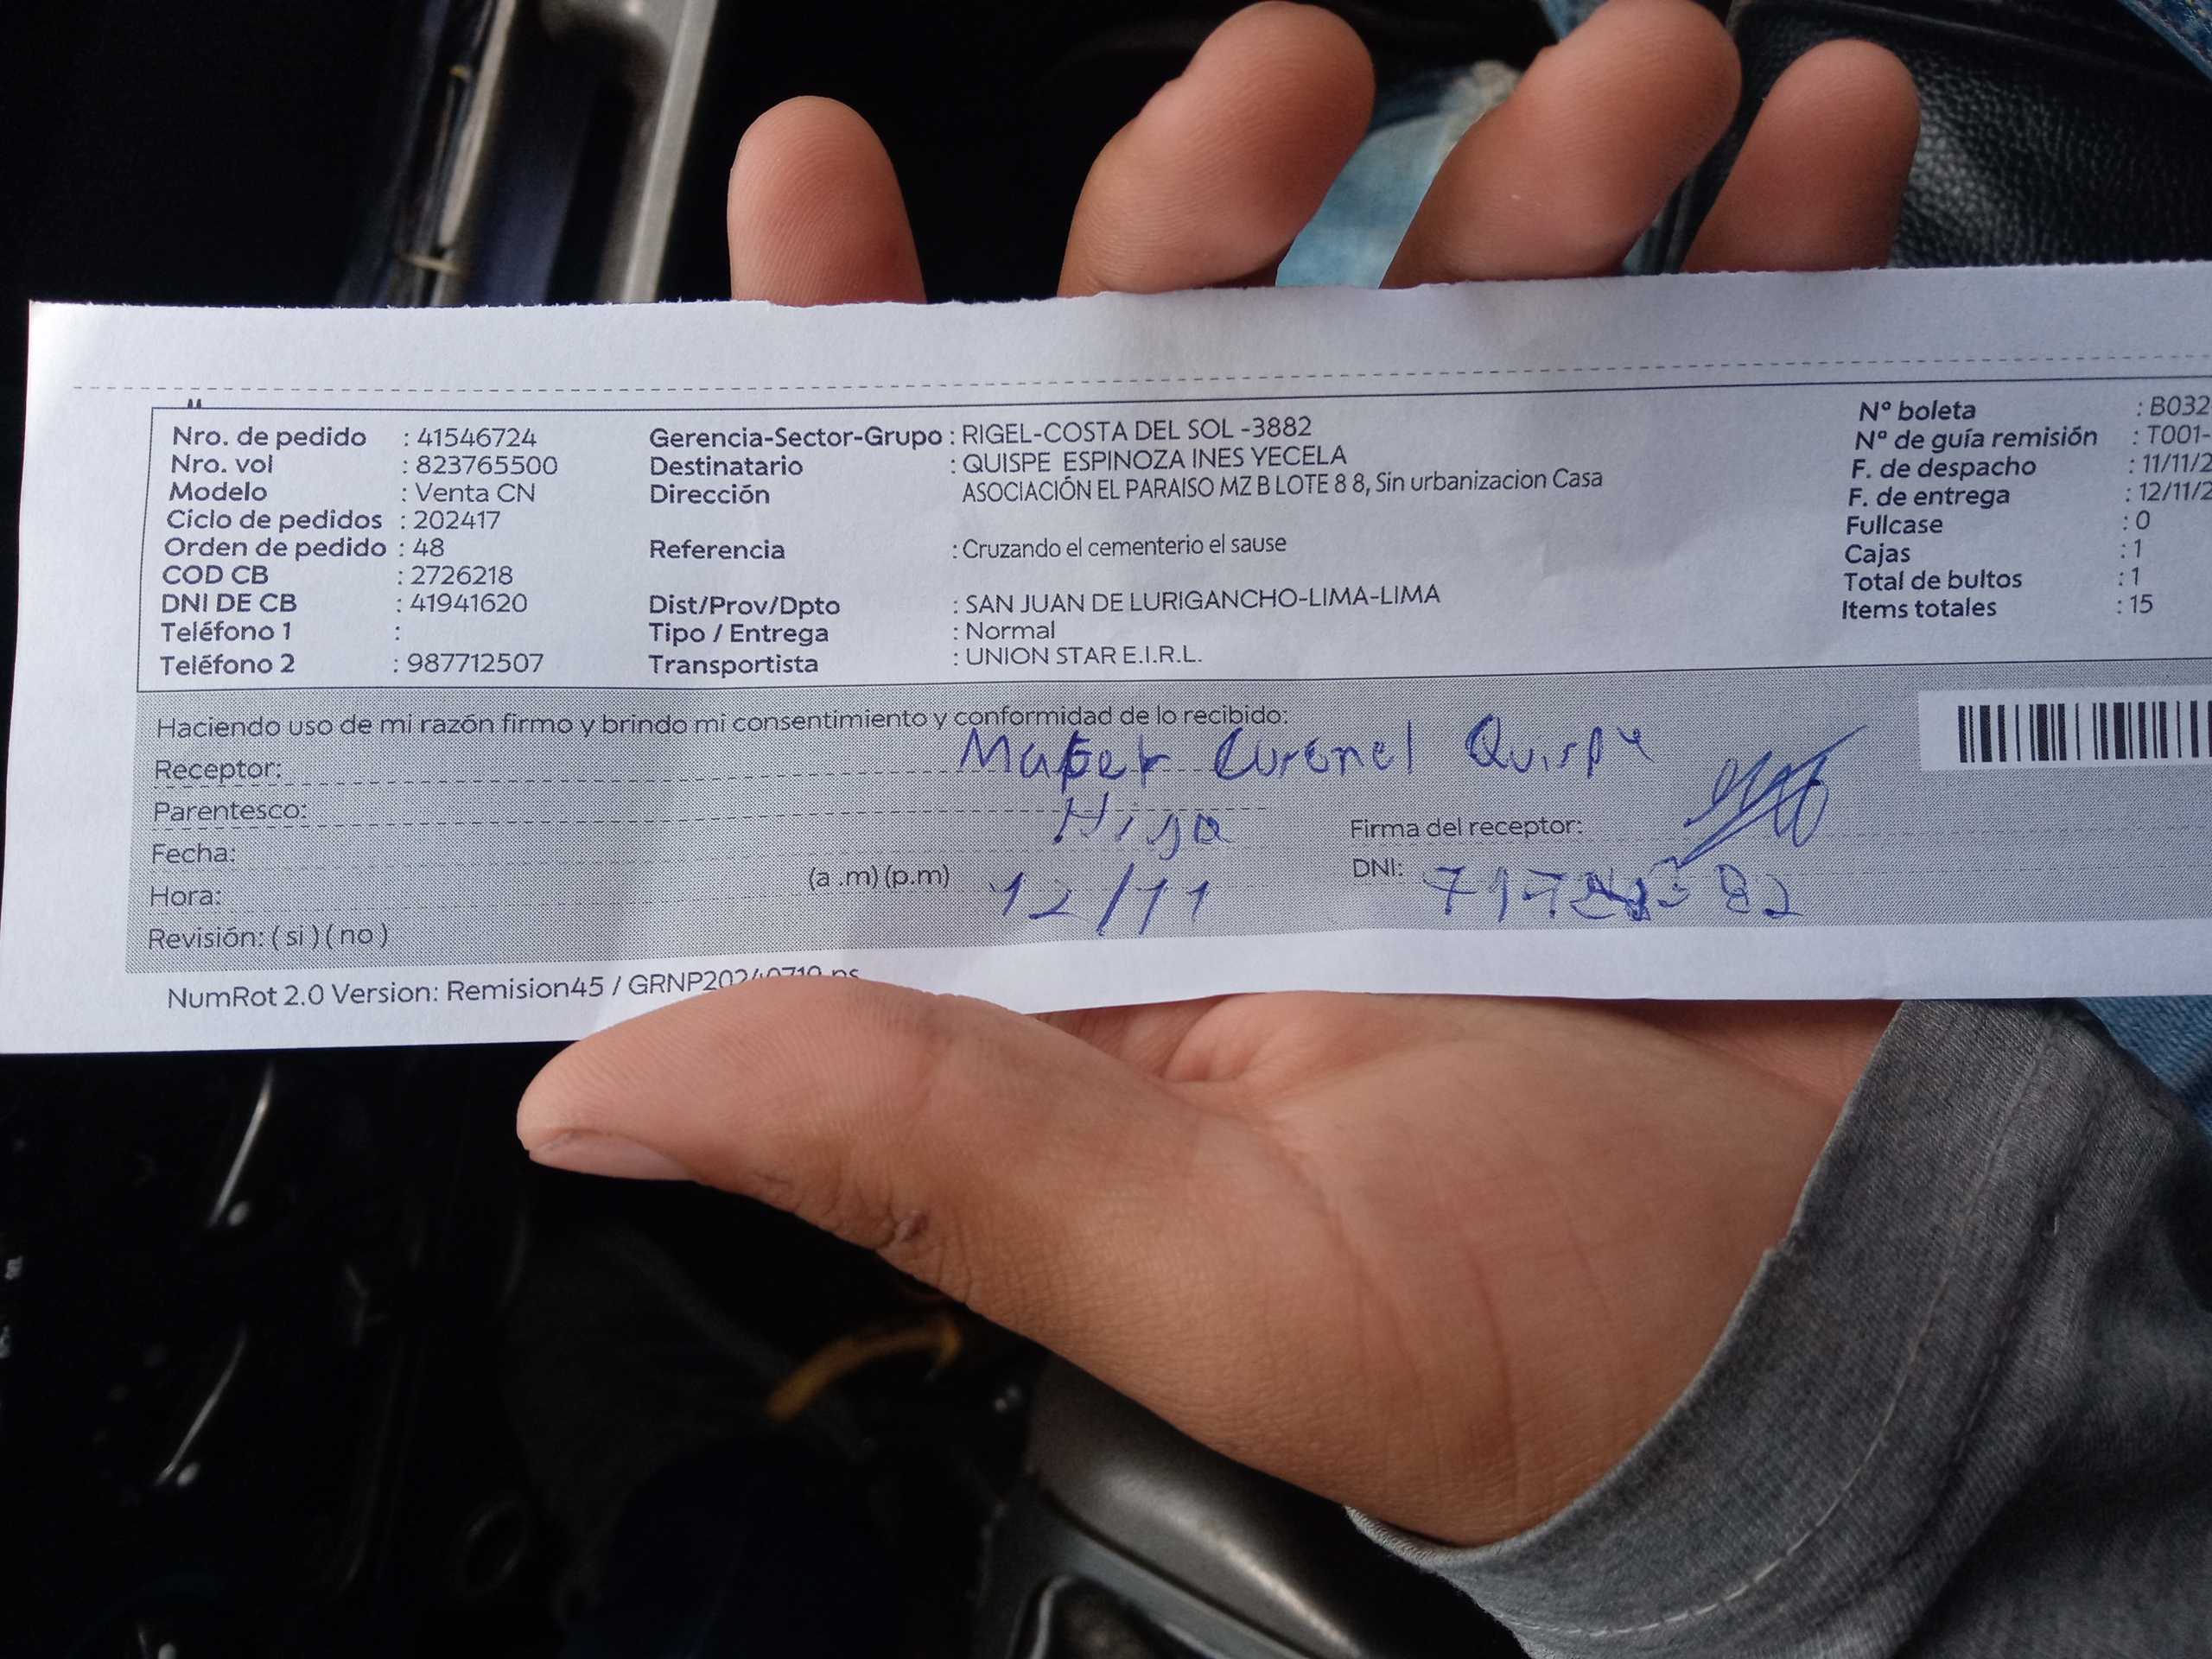 Nro. de pedido : 41546724
Nro. vol : 823765500
Modelo : Venta CN
Ciclo de pedidos : 202417
Orden de pedido : 48
COD CB : 2726218
DNI DE CB : 41941620
Teléfono 1 :
Teléfono 2 : 987712507
Gerencia-Sector-Grupo : RIGEL-COSTA DEL SOL -3882
Destinatario : QUISPE ESPINOZA INES YECELA
Dirección ASOCIACIÓN EL PARAISO MZ B LOTE 8 8, Sin urbanizacion Casa
Referencia : Cruzando el cementerio el sause
Dist/Prov/Dpto : SAN JUAN DE LURIGANCHO-LIMA-LIMA
Tipo / Entrega : Normal
Transportista : UNION STAR E.I.R.L.
Nº boleta : B032
Nº de guía remisión : T001-
F. de despacho : 11/11/2
F. de entrega : 12/11/2
Fullcase : 0
Cajas : 1
Total de bultos : 1
Items totales : 15
Haciendo uso de mi razón firmo y brindo mi consentimiento y conformidad de lo recibido:
Receptor: Quispe
Parentesco: Hija
Fecha:
Hora: (a .m) (p.m) 12/11
Revisión: ( si ) ( no )
Firma del receptor:
DNI:
NumRot 2.0 Version: Remision45 / GRNP20240719.ps